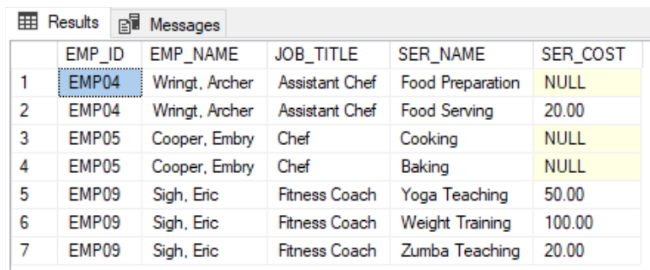 Results Messages
EMP_ID EMP_NAME JOB_TITLE SER_NAME SER_COST
1 EMP04 Wringt, Archer Assistant Chef Food Preparation NULL
2 EMP04 Wringt, Archer Assistant Chef Food Serving 20.00
3 EMP05 Cooper, Embry Chef Cooking NULL
4 EMP05 Cooper, Embry Chef Baking NULL
5 EMP09 Sigh, Eric Fitness Coach Yoga Teaching 50.00
6 EMP09 Sigh, Eric Fitness Coach Weight Training 100.00
7 EMP09 Sigh, Eric Fitness Coach Zumba Teaching 20.00